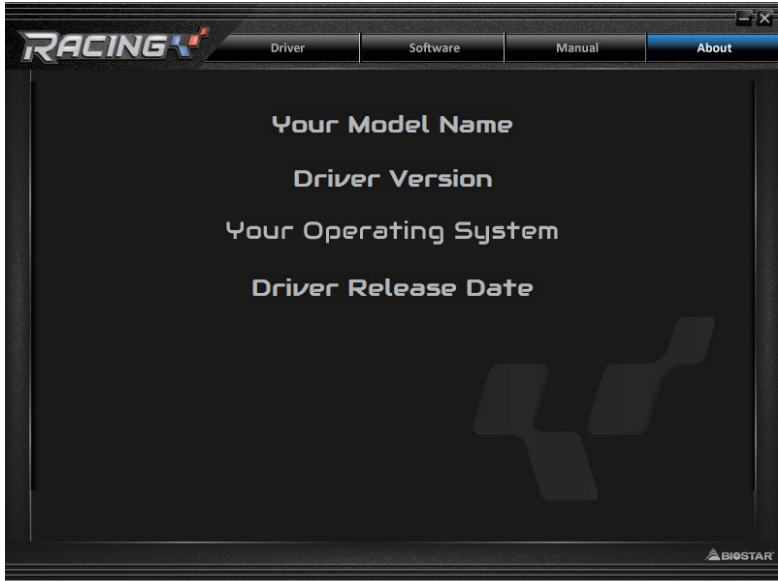 RACING
Driver
Software
Manual
About
Your Model Name
Driver Version
Your Operating System
Driver Release Date
BIOSTAR